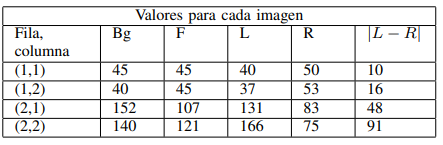 Valores para cada imagen
Fila, columna Bg F L R |L − R|
(1,1) 45 45 40 50 10
(1,2) 40 45 37 53 16
(2,1) 152 107 131 83 48
(2,2) 140 121 166 75 91